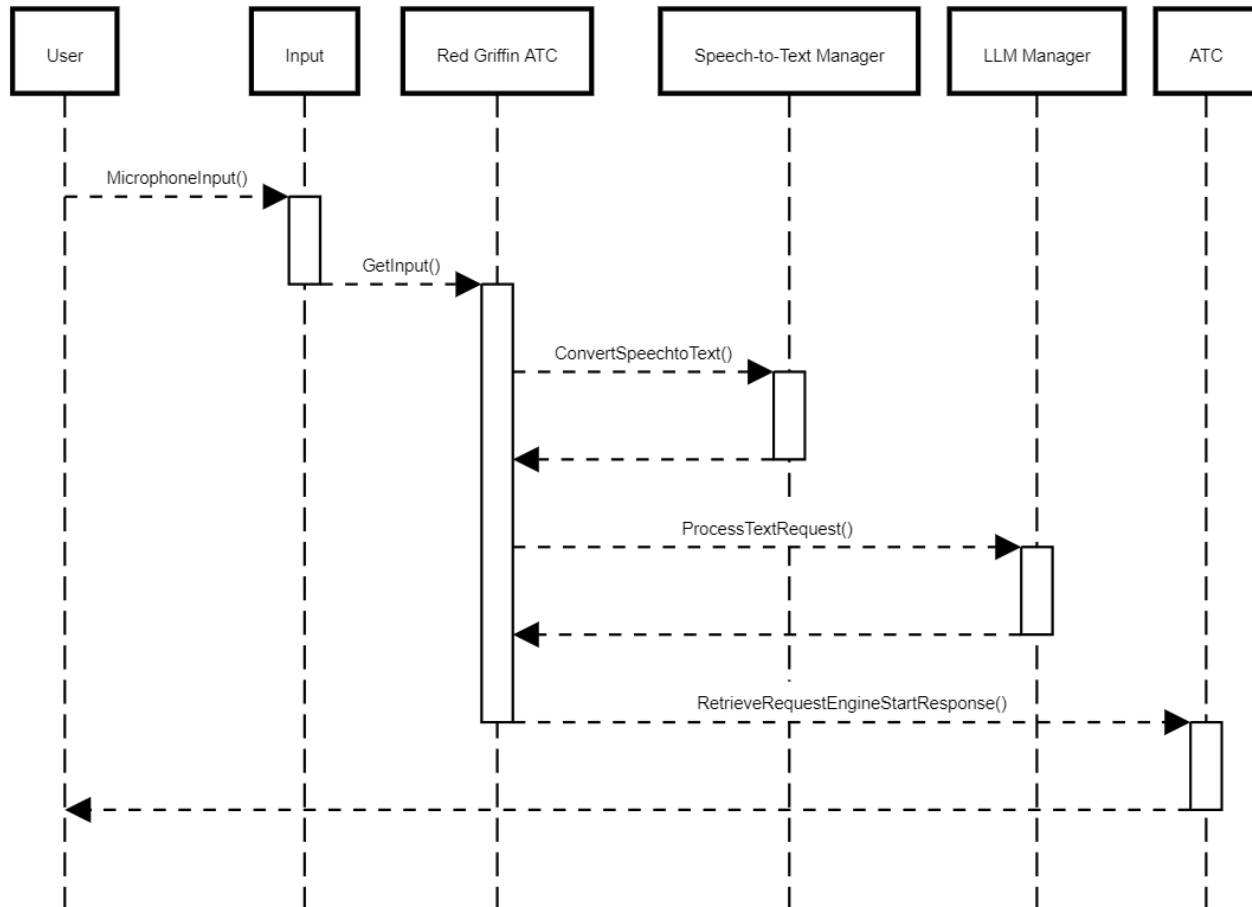 User
Input
Red Griffin ATC
Speech-to-Text Manager
LLM Manager
ATC
MicrophoneInput()
GetInput()
ConvertSpeechtoText()
ProcessTextRequest()
RetrieveRequestEngineStartResponse()